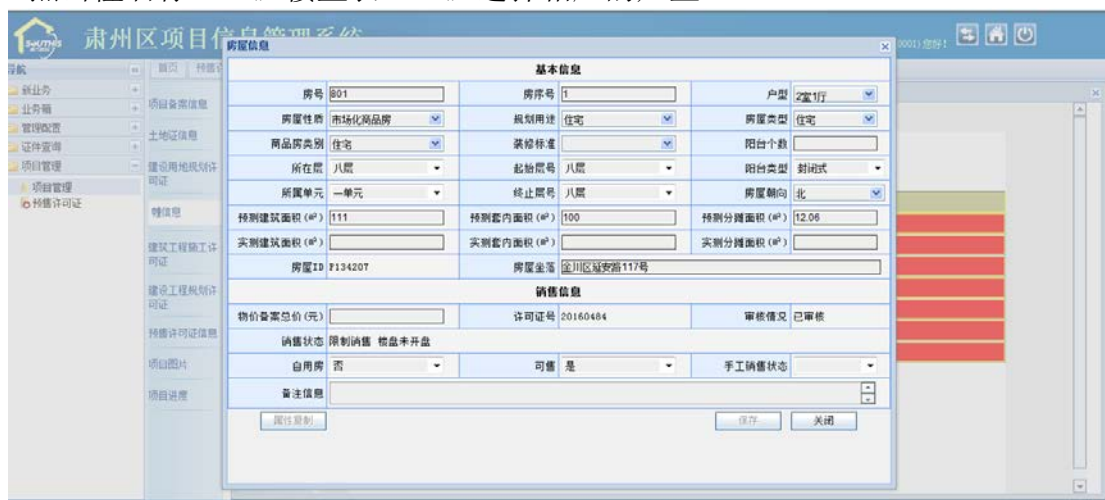 肃州区项目信息管理系统
0001) 您好!
房屋信息
导航
首页 预售
新业务
业务箱
管理配置
证件查询
项目管理
项目管理
预售许可证
项目备案信息
土地证信息
建设用地规划许
可证
幢信息
建筑工程施工许
可证
建设工程规划许
可证
预售许可证信息
项目图片
项目进度
基本信息
房号 801 房序号 1 户型 2室1厅
房屋性质 市场化商品房 规划用途 住宅 房屋类型 住宅
商品房类别 住宅 装修标准 阳台个数
所在层 八层 起始层号 八层 阳台类型 封闭式
所属单元 一单元 终止层号 八层 房屋朝向 北
预测建筑面积(m²) 111 预测套内面积(m²) 100 预测分摊面积(m²) 12.06
实测建筑面积(m²) 实测套内面积(m²) 实测分摊面积(m²)
房屋ID F134207 房屋坐落 金川区延安路117号
销售信息
物价备案总价(元) 许可证号 20160484 审核情况 已审核
销售状态 限制销售 楼盘未开盘
自用房 否 可售 是 手工销售状态
备注信息
属性复制 保存 关闭